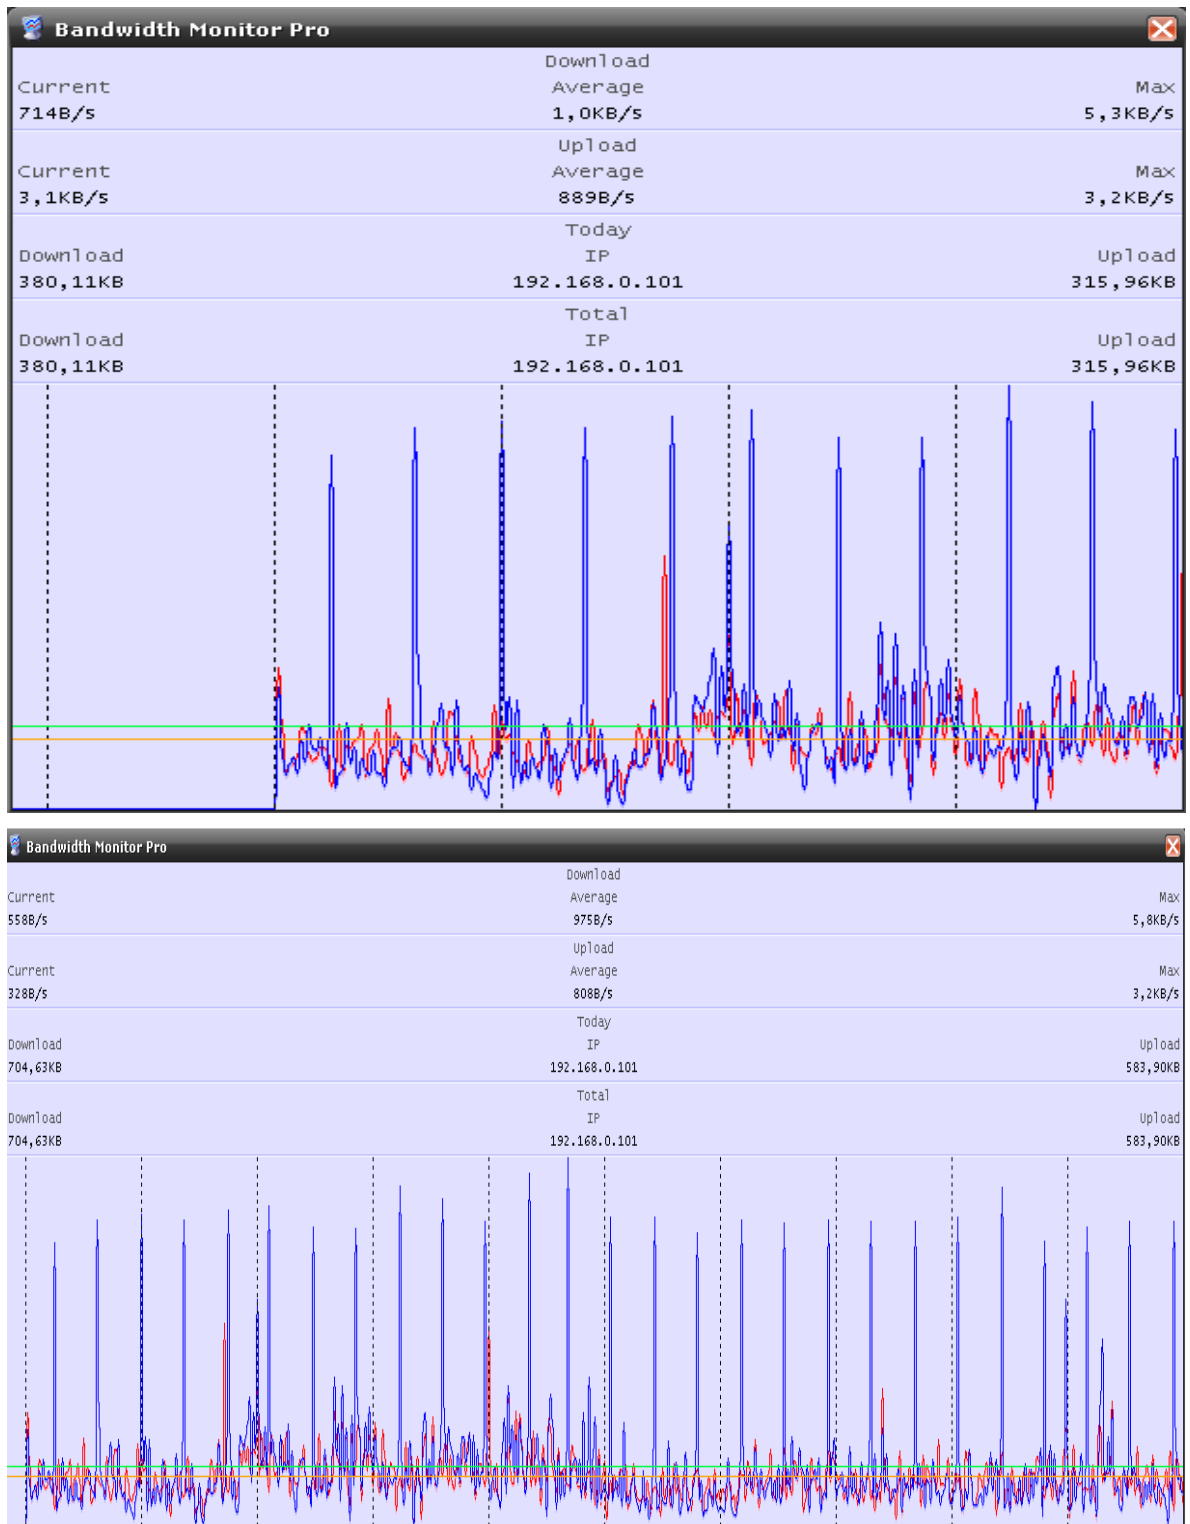 Bandwidth Monitor Pro
Download
Current Average Max
714B/s 1,0KB/s 5,3KB/s
Upload
Current Average Max
3,1KB/s 889B/s 3,2KB/s
Today
Download IP Upload
380,11KB 192.168.0.101 315,96KB
Total
Download IP Upload
380,11KB 192.168.0.101 315,96KB
Bandwidth Monitor Pro
Download
Current Average Max
558B/s 975B/s 5,8KB/s
Upload
Current Average Max
328B/s 808B/s 3,2KB/s
Today
Download IP Upload
704,63KB 192.168.0.101 583,90KB
Total
Download IP Upload
704,63KB 192.168.0.101 583,90KB